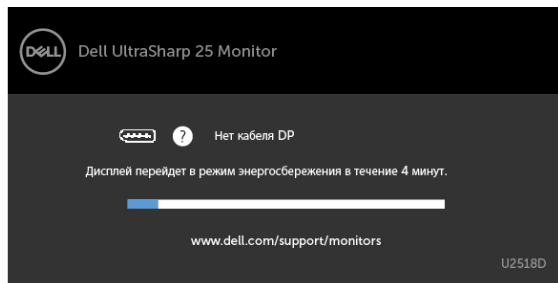 DELL
Dell UltraSharp 25 Monitor
? Нет кабеля DP
Дисплей перейдет в режим энергосбережения в течение 4 минут.
www.dell.com/support/monitors
U2518D